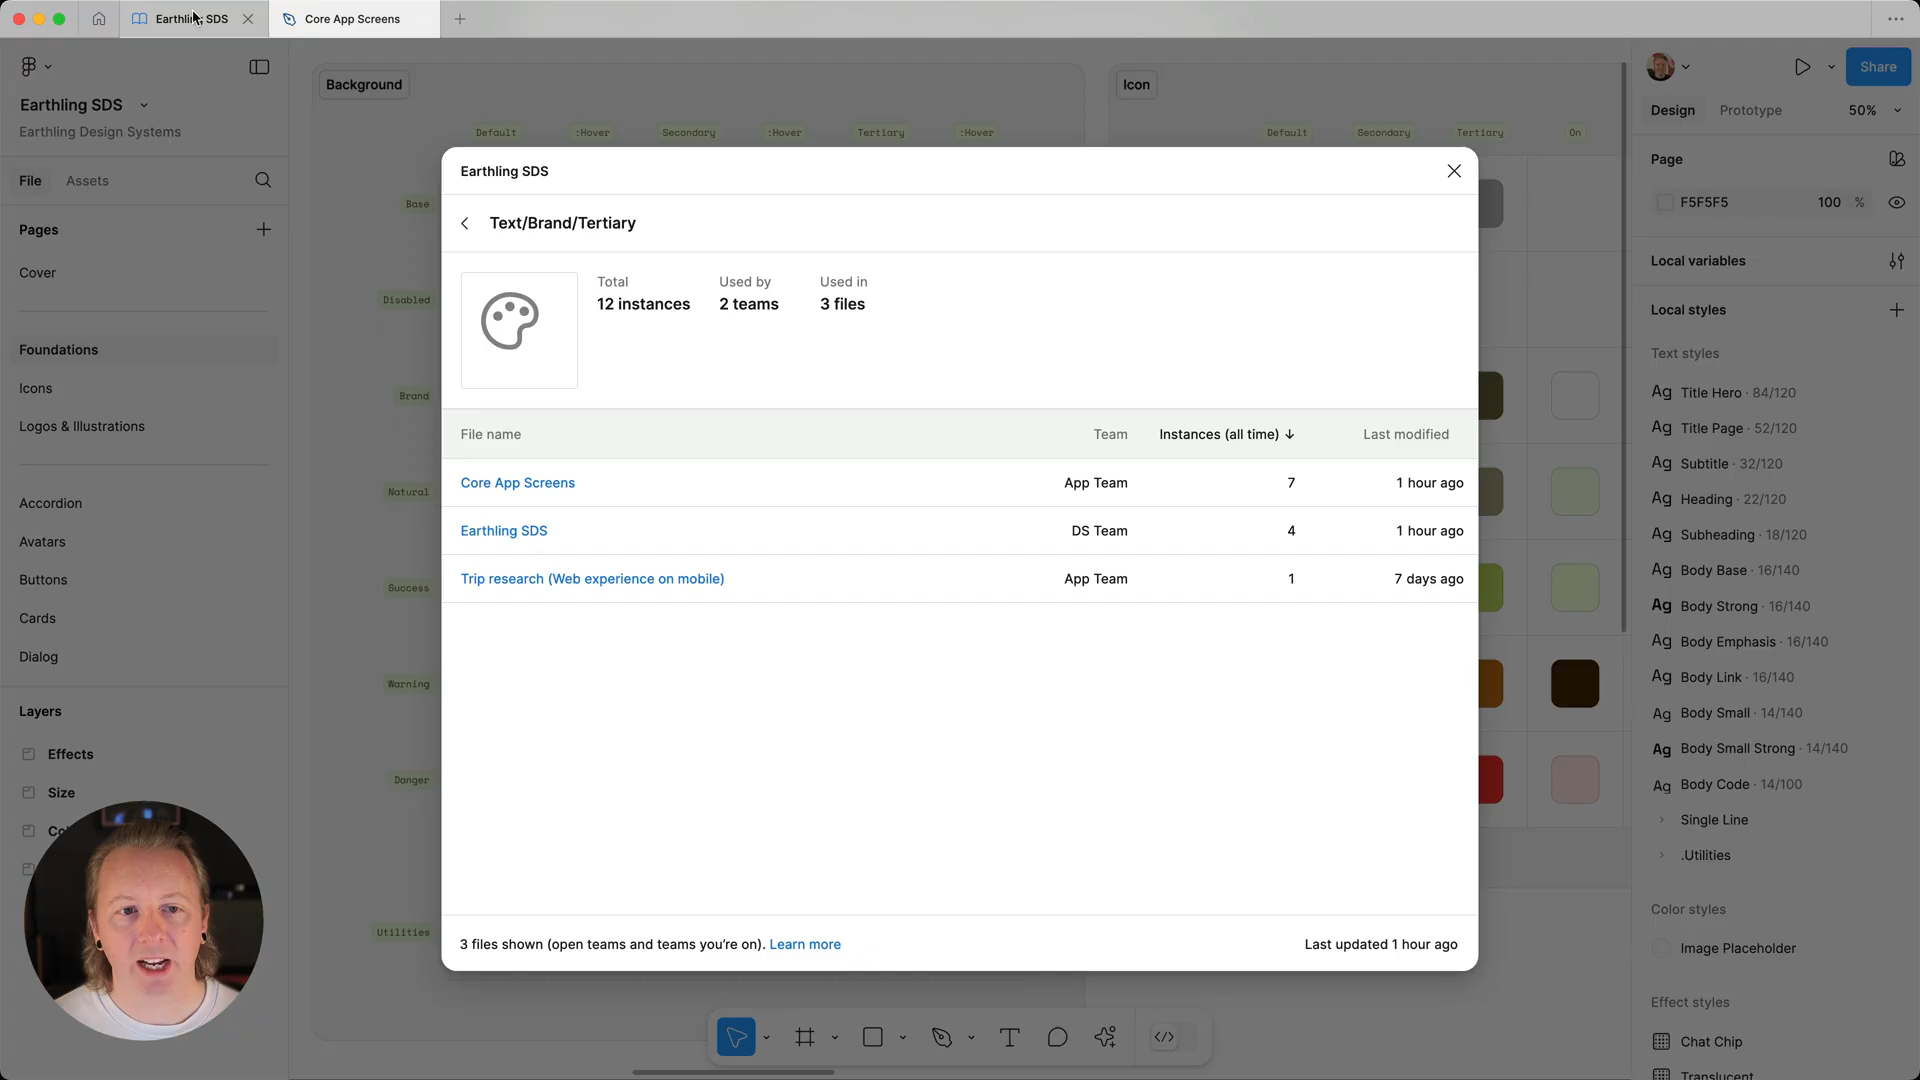 Earthling SDS
Core App Screens
Earthling SDS
Earthling Design Systems
File
Assets
Pages
Cover
Foundations
Icons
Logos & Illustrations
Accordion
Avatars
Buttons
Cards
Dialog
Layers
Effects
Size
Background
Default
:Hover
Secondary
:Hover
Tertiary
:Hover
Base
Disabled
Brand
Natural
Success
Warning
Danger
Utilities
Icon
Default
Secondary
Tertiary
On
Earthling SDS
Text/Brand/Tertiary
Total
12 instances
Used by
2 teams
Used in
3 files
File name Team Instances (all time) Last modified
Core App Screens App Team 7 1 hour ago
Earthling SDS DS Team 4 1 hour ago
Trip research (Web experience on mobile) App Team 1 7 days ago
3 files shown (open teams and teams you're on). Learn more
Last updated 1 hour ago
Share
Design
Prototype
50%
Page
F5F5F5 100 %
Local variables
Local styles
Text styles
Ag Title Hero · 84/120
Ag Title Page · 52/120
Ag Subtitle · 32/120
Ag Heading · 22/120
Ag Subheading · 18/120
Ag Body Base · 16/140
Ag Body Strong · 16/140
Ag Body Emphasis · 16/140
Ag Body Link · 16/140
Ag Body Small · 14/140
Ag Body Small Strong · 14/140
Ag Body Code · 14/100
Single Line
.Utilities
Color styles
Image Placeholder
Effect styles
Chat Chip
Translucent